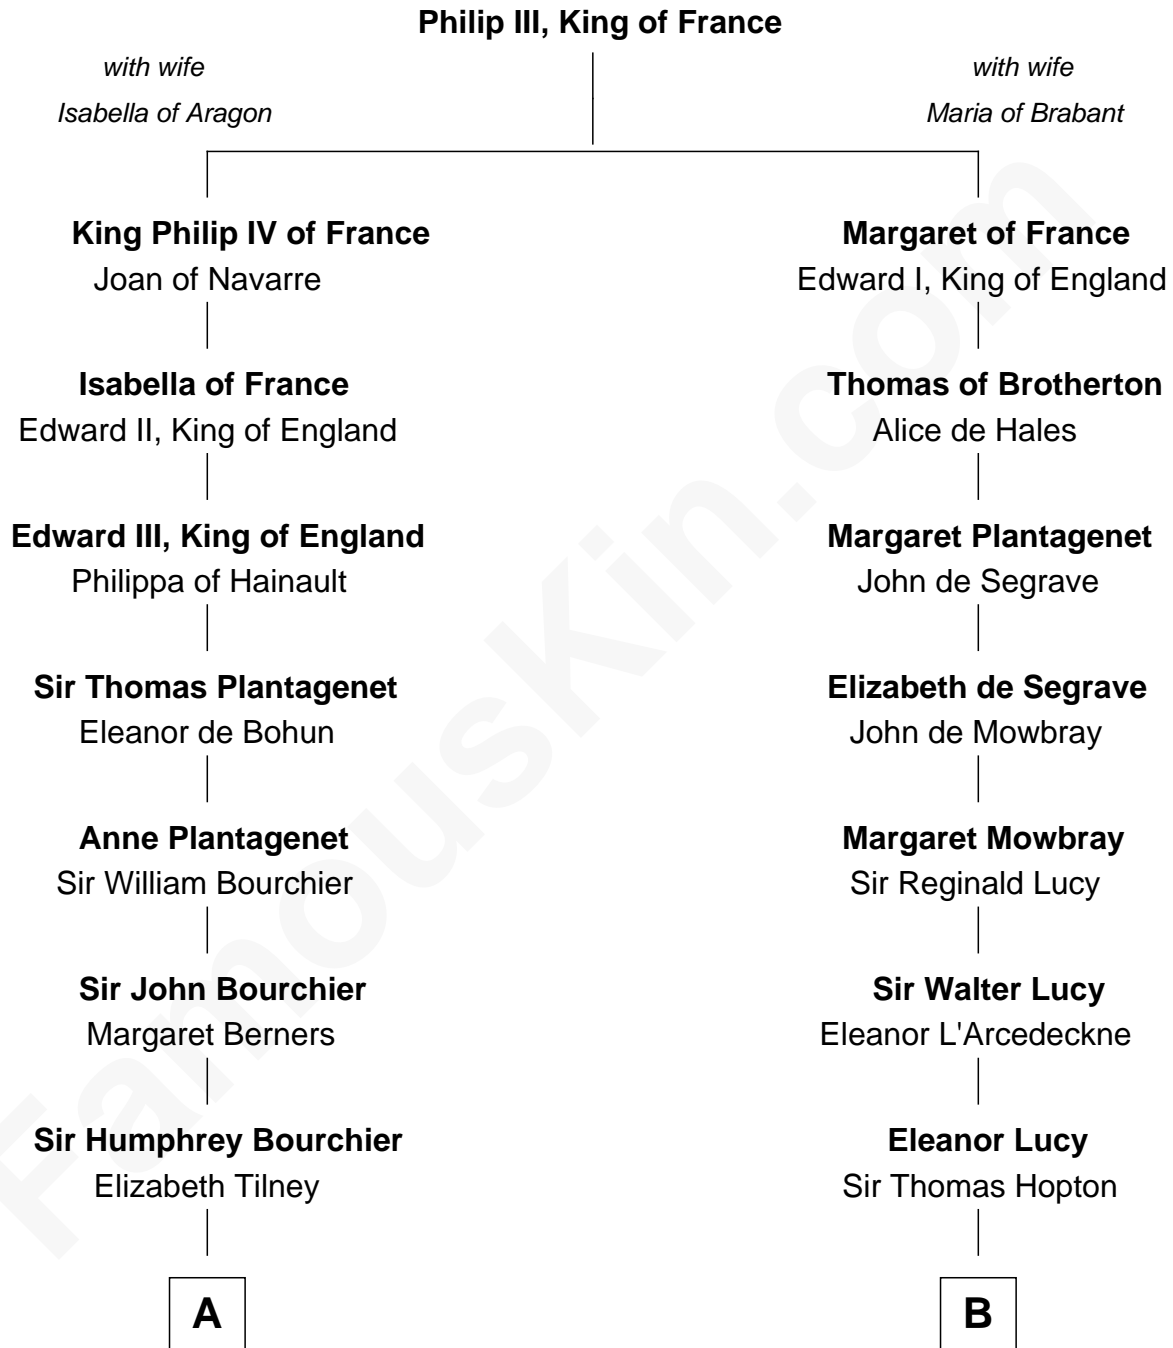 Philip III, King of France
with wife
Isabella of Aragon
with wife
Maria of Brabant
King Philip IV of France
Joan of Navarre
Margaret of France
Edward I, King of England
Isabella of France
Edward II, King of England
Thomas of Brotherton
Alice de Hales
Edward III, King of England
Philippa of Hainault
Margaret Plantagenet
John de Segrave
Sir Thomas Plantagenet
Eleanor de Bohun
Elizabeth de Segrave
John de Mowbray
Anne Plantagenet
Sir William Bourchier
Margaret Mowbray
Sir Reginald Lucy
Sir John Bourchier
Margaret Berners
Sir Walter Lucy
Eleanor L'Arcedeckne
Sir Humphrey Bourchier
Elizabeth Tilney
Eleanor Lucy
Sir Thomas Hopton
A
B
FamousKin.com